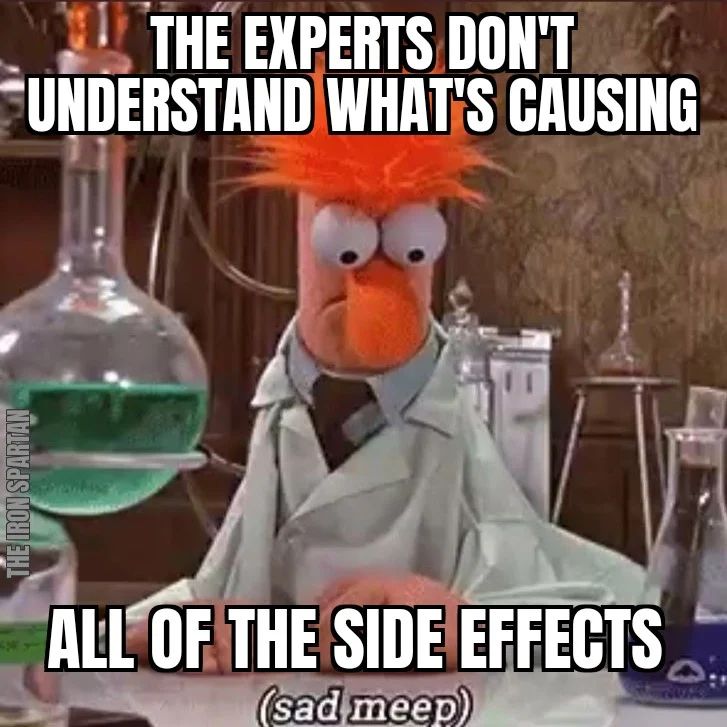 THE EXPERTS DON'T
UNDERSTAND WHAT'S CAUSING
THE IRON SPARTAN
ALL OF THE SIDE EFFECTS
(sad meep)